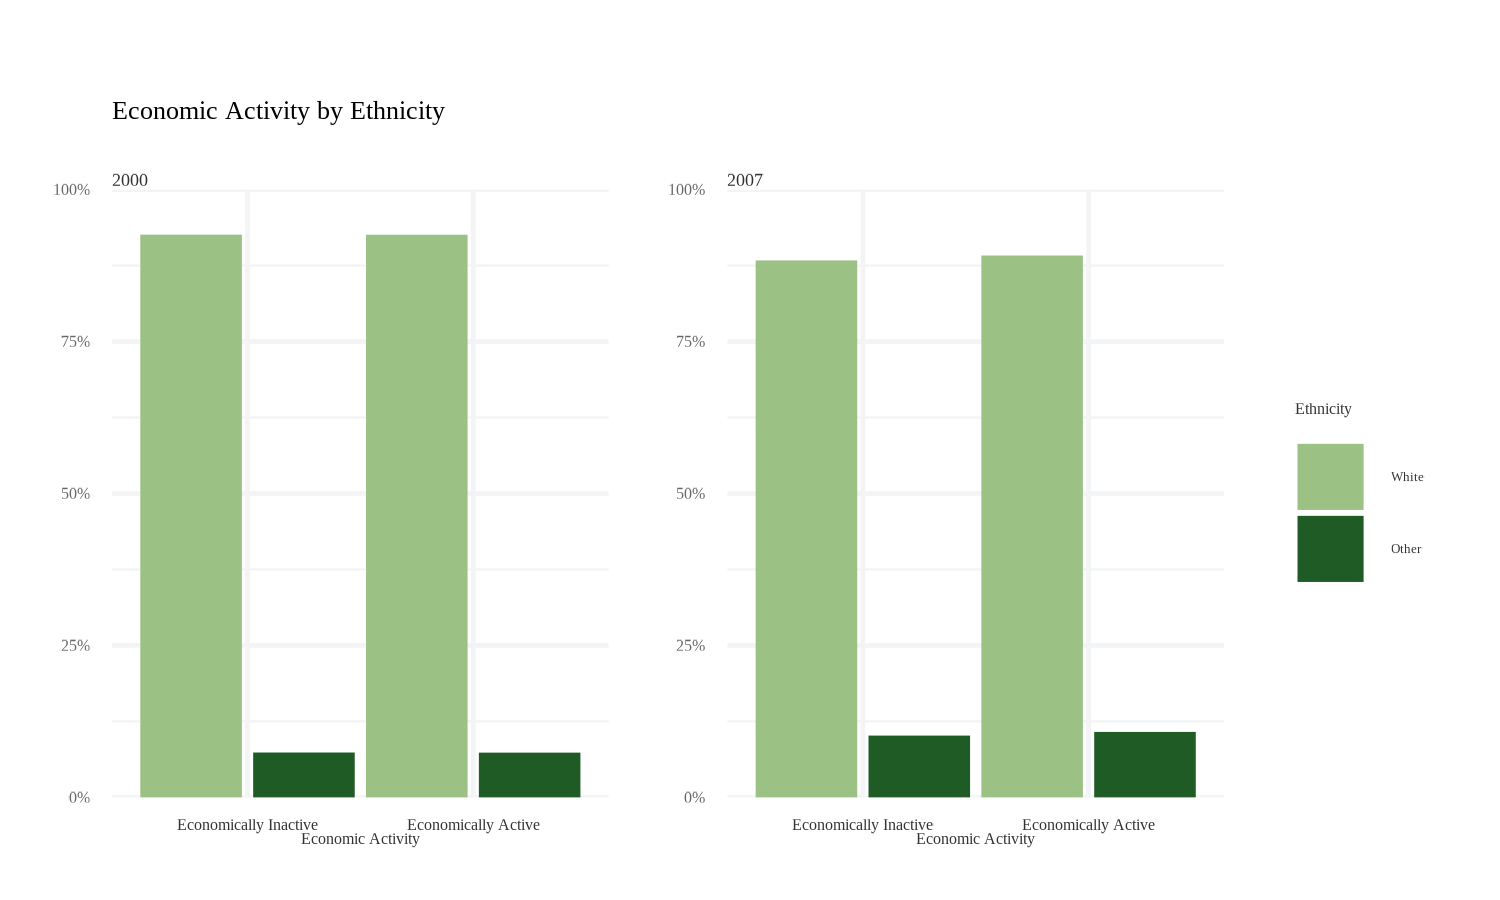 Economic Activity by Ethnicity
2000
100%
75%
50%
25%
0%
Economically Inactive
Economically Active
Economic Activity
2007
100%
75%
50%
25%
0%
Economically Inactive
Economically Active
Economic Activity
Ethnicity
White
Other